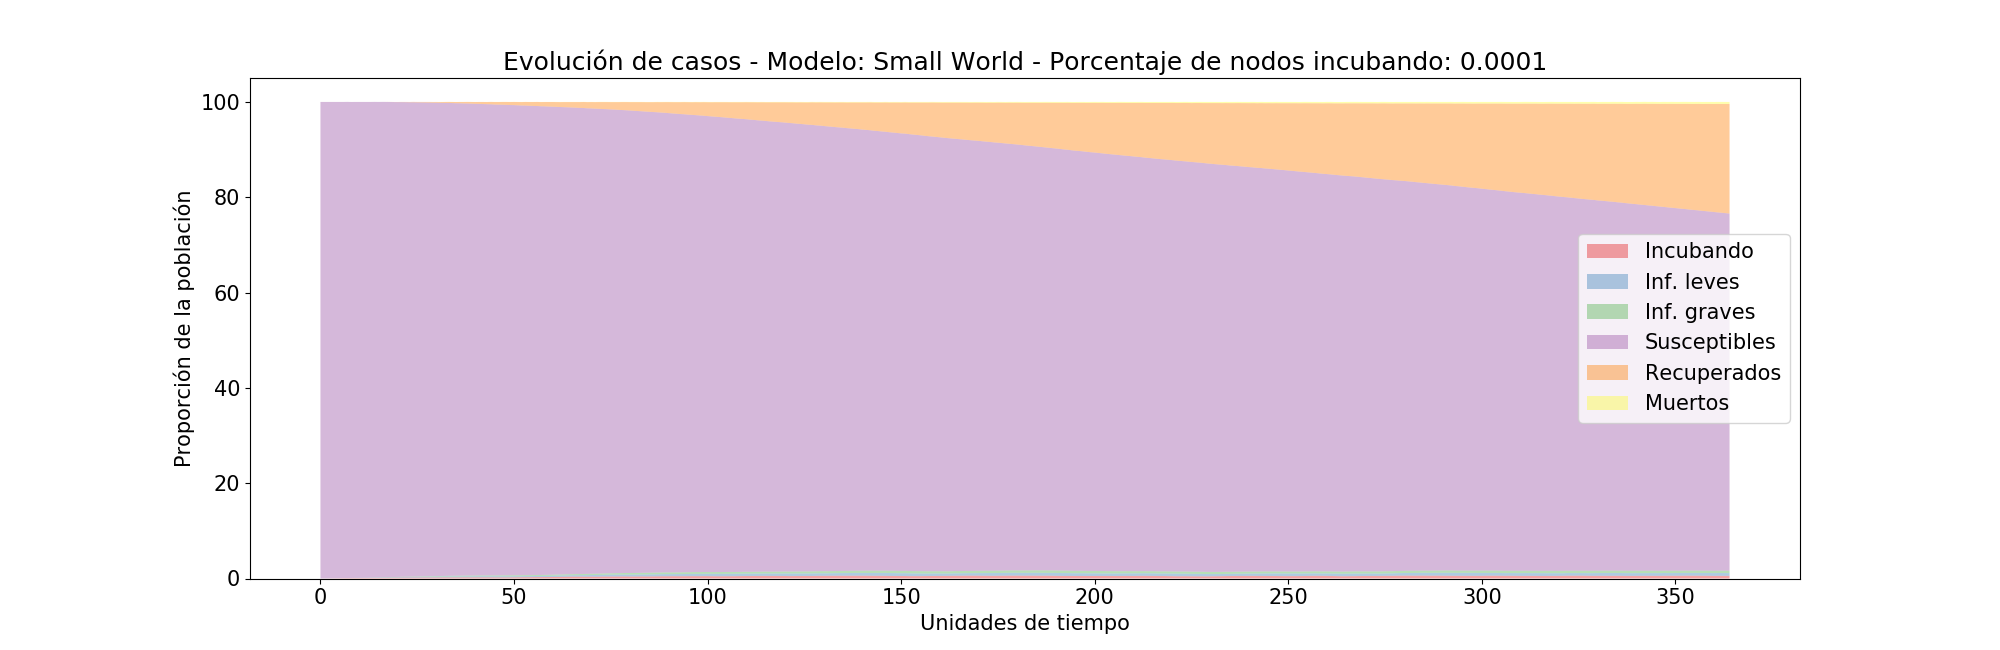 Evolución de casos - Modelo: Small World - Porcentaje de nodos incubando: 0.0001
Proporción de la población
100
80
60
40
20
0
Incubando
Inf. leves
Inf. graves
Susceptibles
Recuperados
Muertos
0 50 100 150 200 250 300 350
Unidades de tiempo